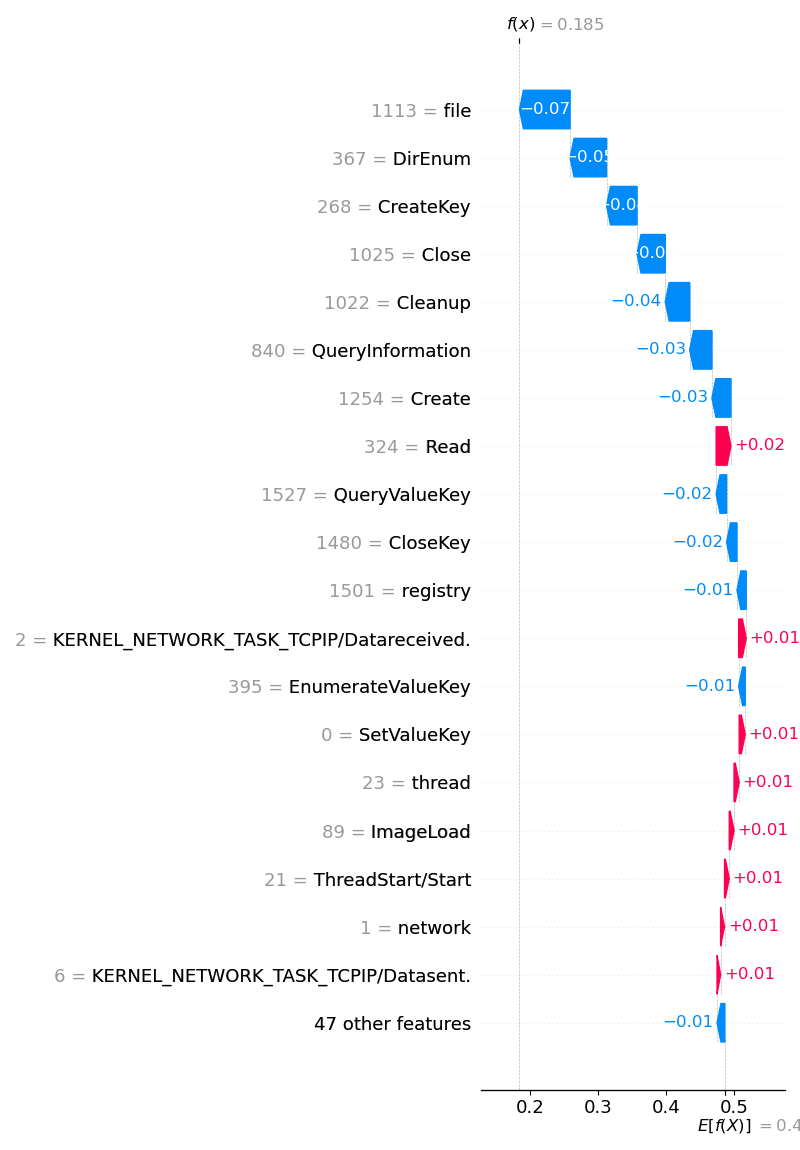 f(x) = 0.185
1113 = file −0.07
367 = DirEnum −0.05
268 = CreateKey
1025 = Close
1022 = Cleanup −0.04
840 = QueryInformation −0.03
1254 = Create −0.03
324 = Read +0.02
1527 = QueryValueKey −0.02
1480 = CloseKey −0.02
1501 = registry −0.01
2 = KERNEL_NETWORK_TASK_TCPIP/Datareceived. +0.01
395 = EnumerateValueKey −0.01
0 = SetValueKey +0.01
23 = thread +0.01
89 = ImageLoad +0.01
21 = ThreadStart/Start +0.01
1 = network +0.01
6 = KERNEL_NETWORK_TASK_TCPIP/Datasent. +0.01
47 other features −0.01
0.2 0.3 0.4 0.5
E[f(X)] = 0.4